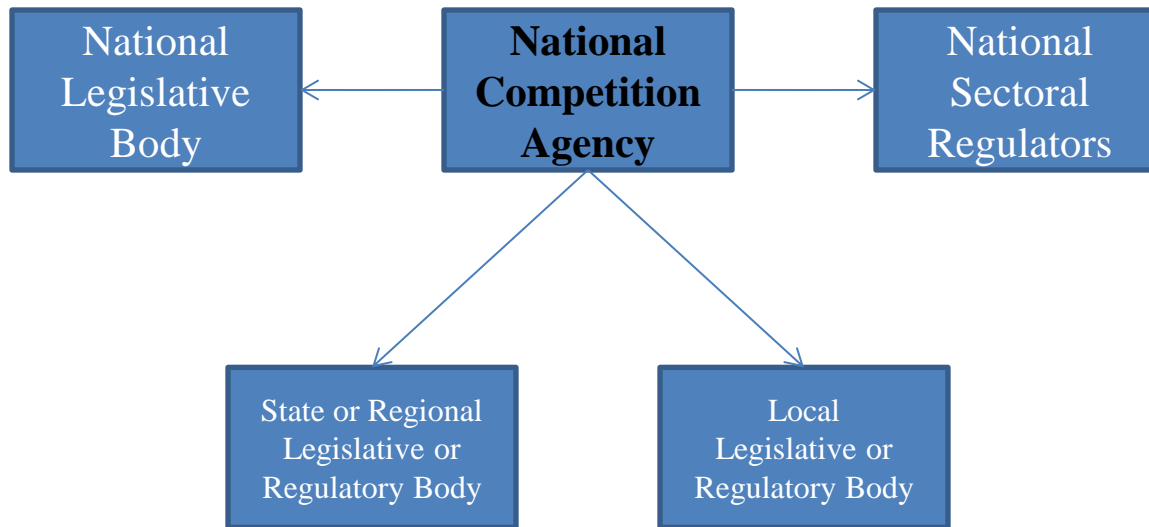 National
Legislative
Body
National
Competition
Agency
National
Sectoral
Regulators
State or Regional
Legislative or
Regulatory Body
Local
Legislative or
Regulatory Body